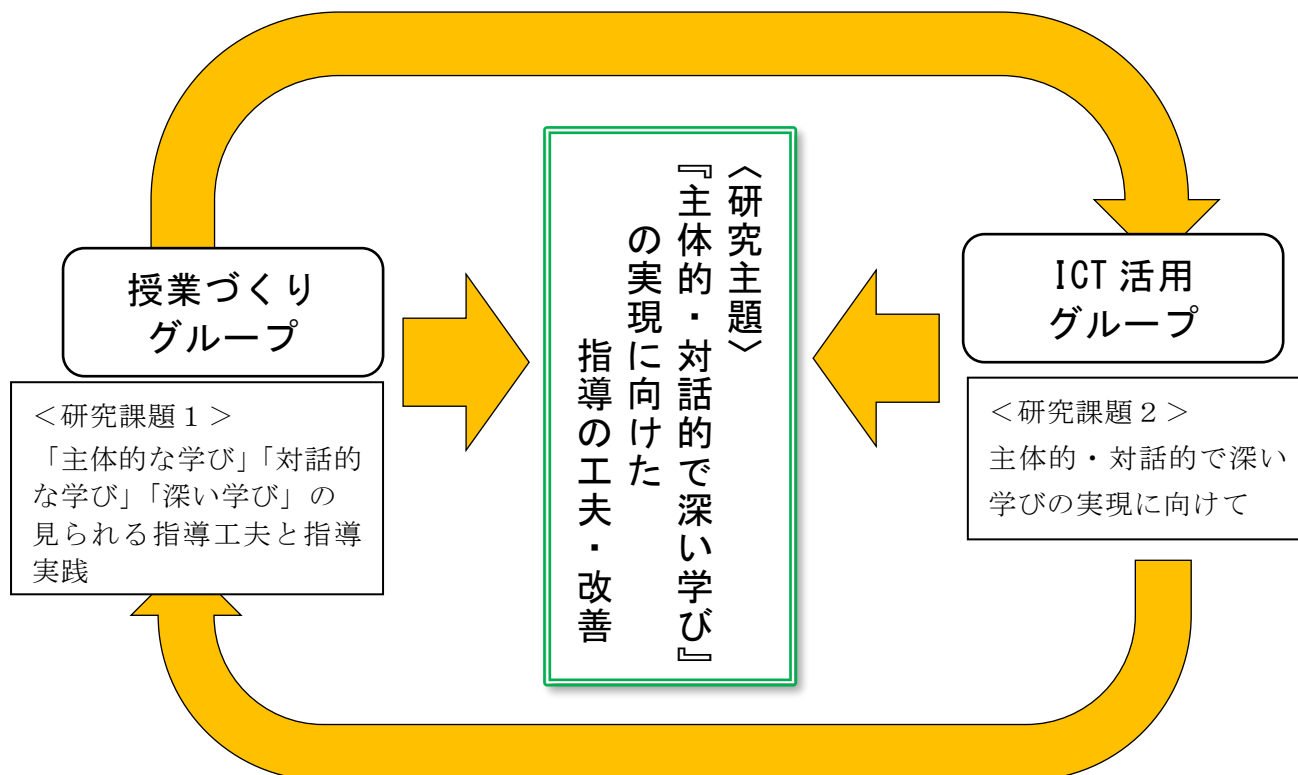 授業づくり
グループ
<研究課題１>
「主体的な学び」「対話的
な学び」「深い学び」の
見られる指導工夫と指導
実践
〈研究主題〉
『主体的・対話的で深い学び』
の実現に向けた
指導の工夫・改善
ICT 活用
グループ
<研究課題２>
主体的・対話的で深い
学びの実現に向けて